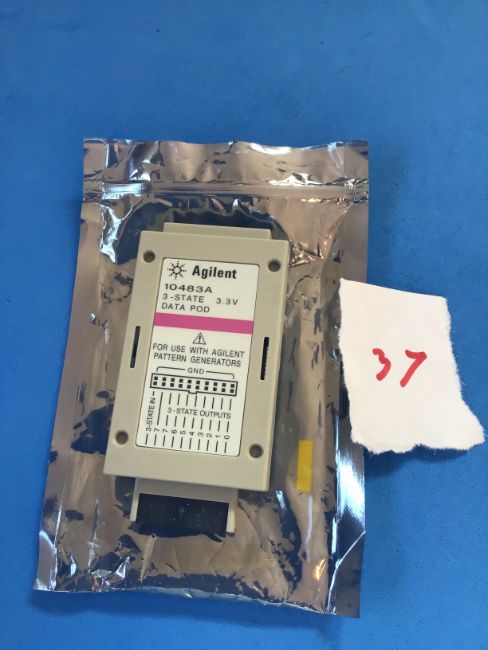 Agilent
10483A
3-STATE 3.3V
DATA POD
FOR USE WITH AGILENT
PATTERN GENERATORS
GND
3-STATE IN
3-STATE OUTPUTS
7 6 5 4 3 2 1 0
37